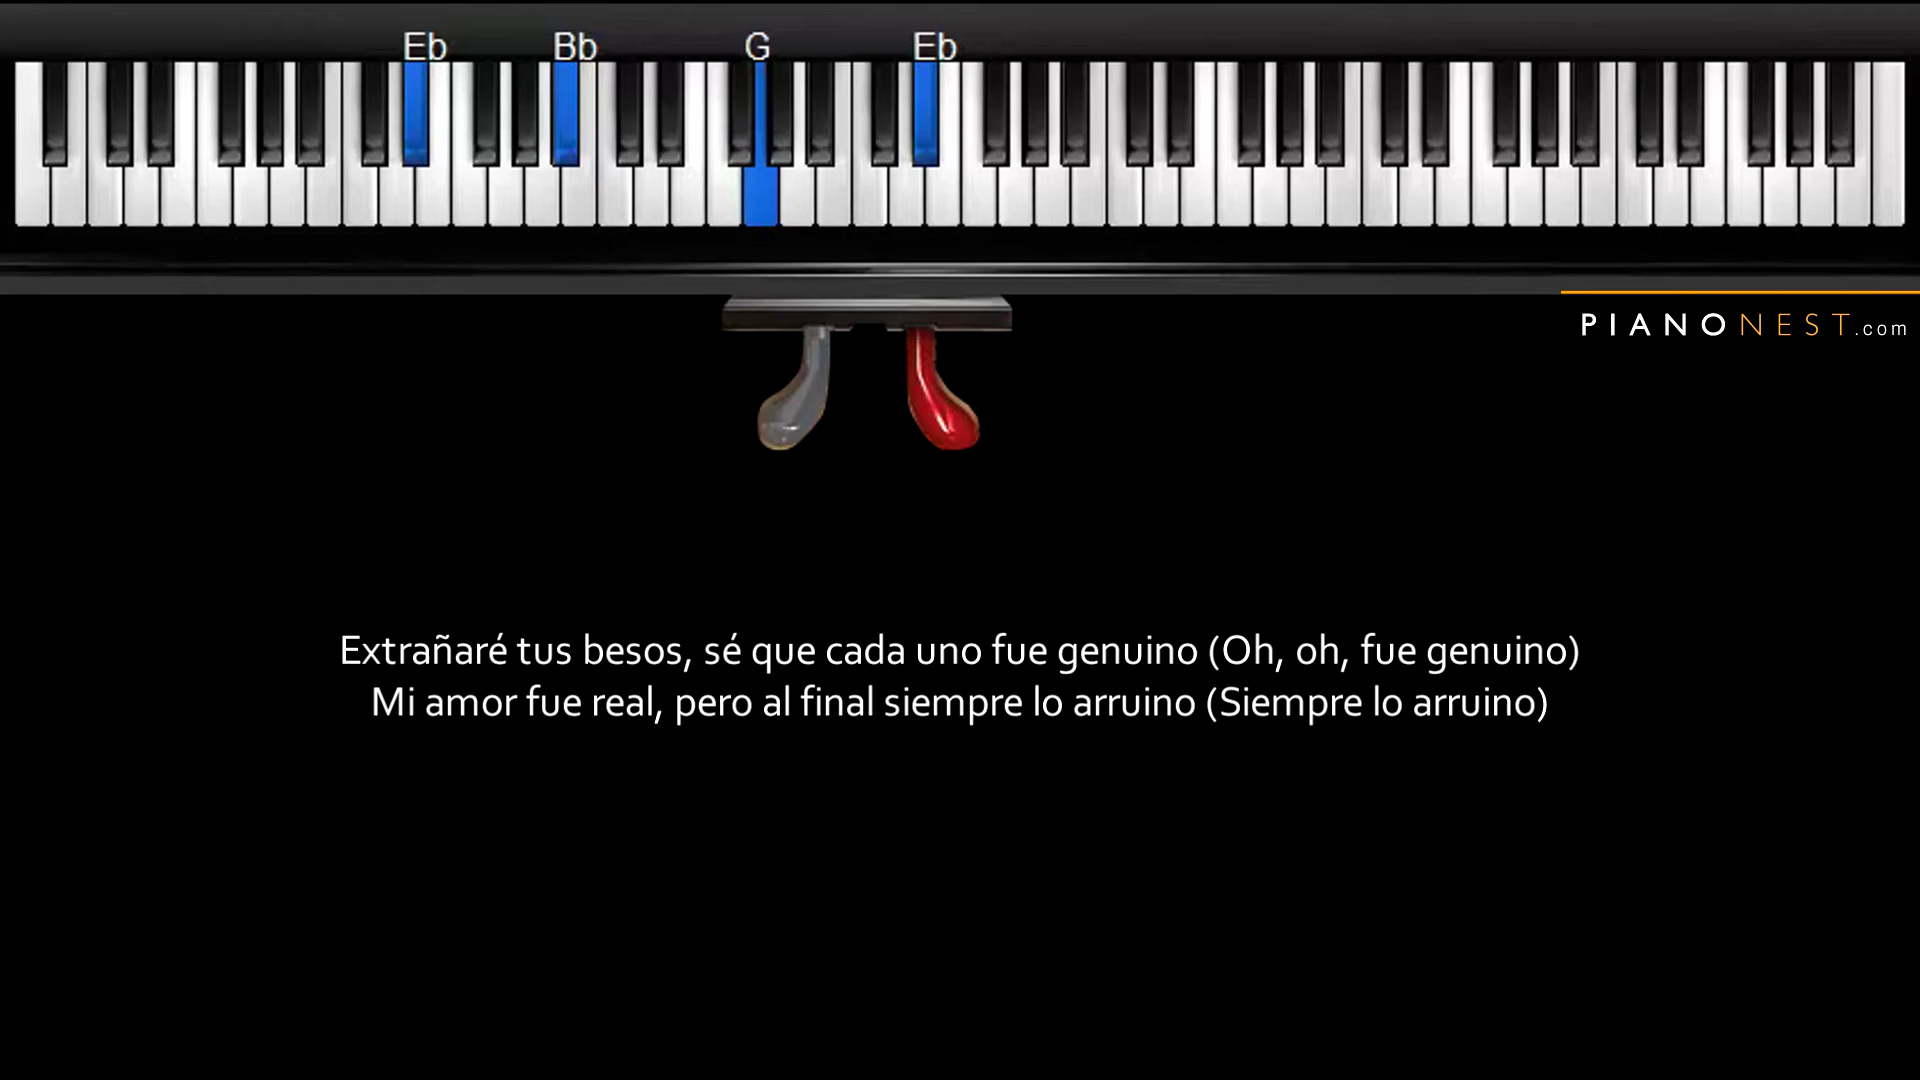 Eb Bb G Eb
PIANONEST.com
Extrañaré tus besos, sé que cada uno fue genuino (Oh, oh, fue genuino)
Mi amor fue real, pero al final siempre lo arruino (Siempre lo arruino)